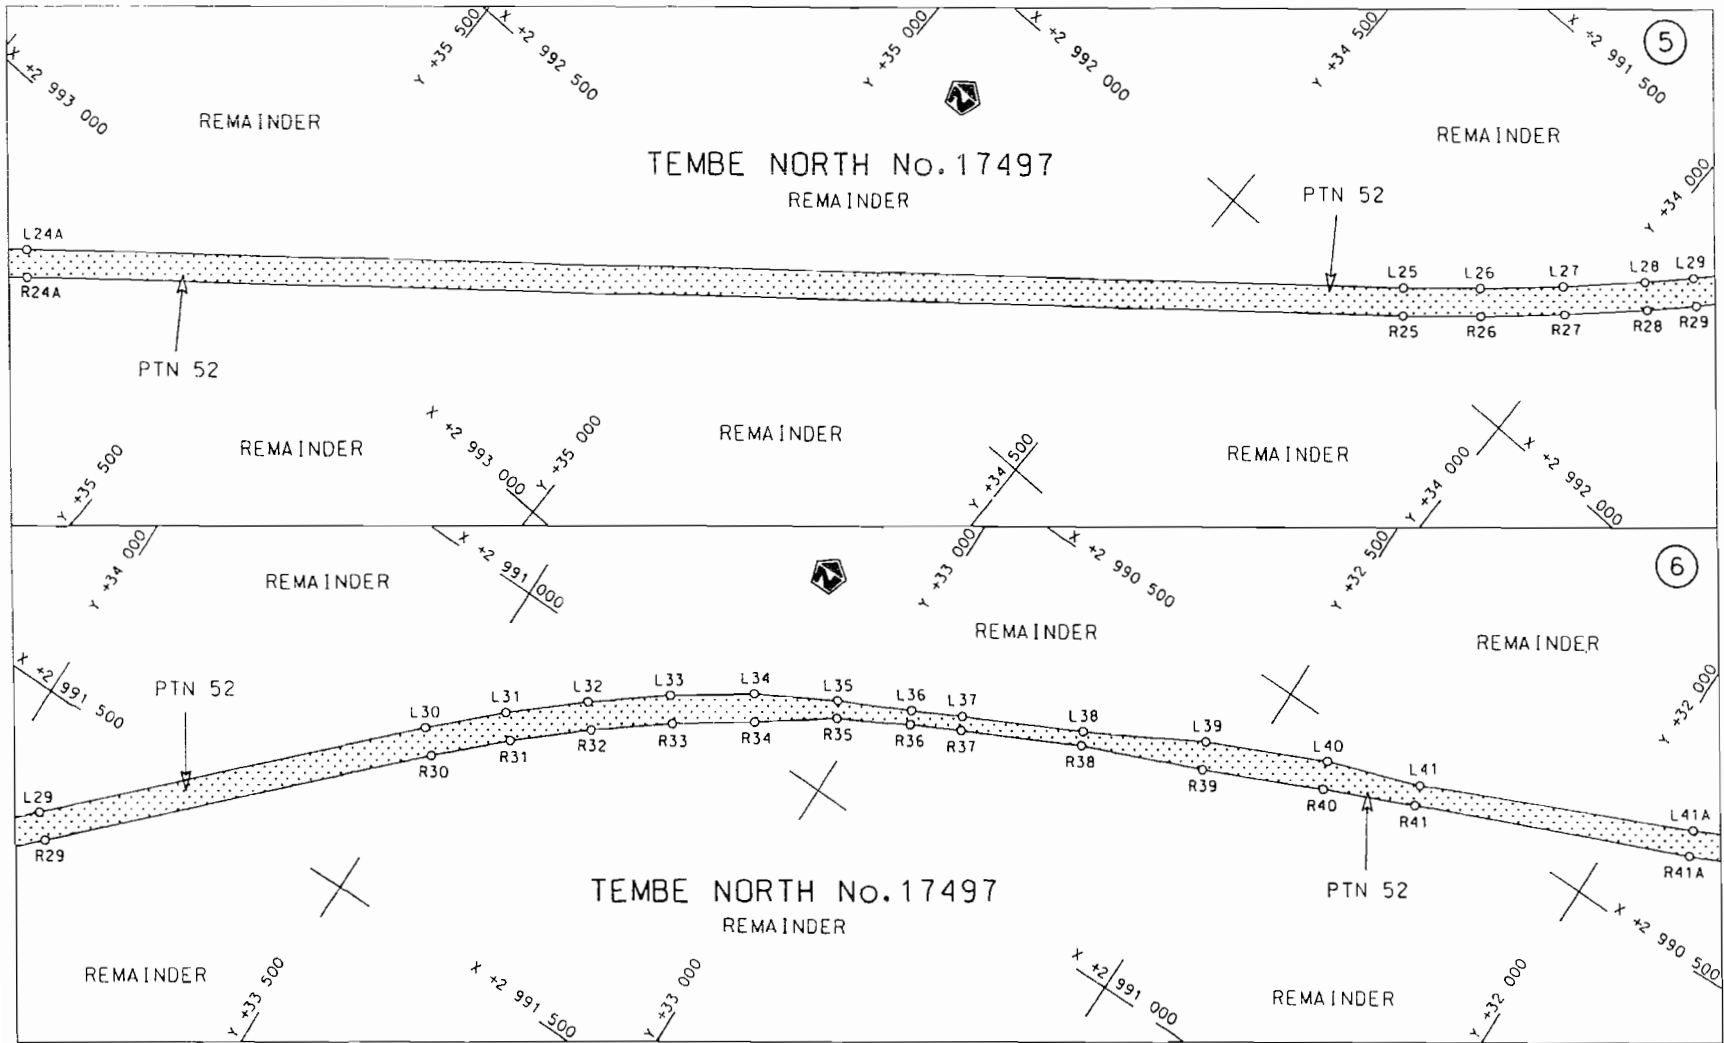 X +2 993 000
Y +35 500
X +2 992 500
Y +35 000
X +2 992 000
Y +34 500
X +2 991 500
5
REMAINDER
REMAINDER
TEMBE NORTH No.17497
REMAINDER
PTN 52
Y +34 000
L24A
L25
L26
L27
L28
L29
R24A
R25
R26
R27
R28
R29
PTN 52
REMAINDER
REMAINDER
REMAINDER
Y +35 500
X +2 993 000
Y +35 000
Y +34 500
Y +34 000
X +2 992 000
Y +34 000
REMAINDER
X +2 991 000
Y +33 000
X +2 990 500
Y +32 500
6
REMAINDER
REMAINDER
X +2 991 500
PTN 52
Y +32 000
L29
L30
L31
L32
L33
L34
L35
L36
L37
L38
L39
L40
L41
L41A
R29
R30
R31
R32
R33
R34
R35
R36
R37
R38
R39
R40
R41
R41A
PTN 52
TEMBE NORTH No.17497
REMAINDER
REMAINDER
REMAINDER
Y +33 500
X +2 991 500
Y +33 000
X +2 991 000
Y +32 000
X +2 990 500